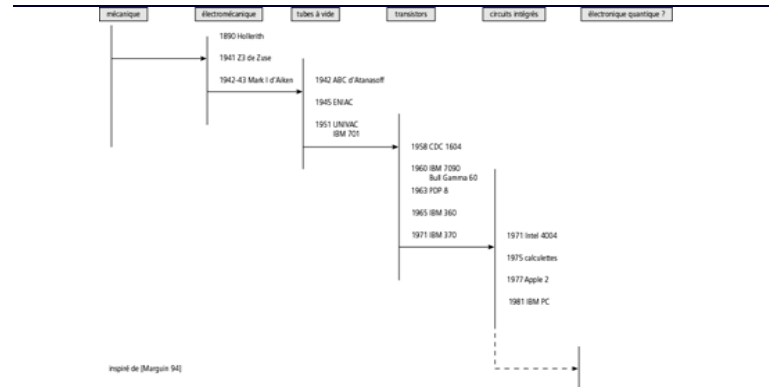 mécanique
électromécanique
tubes à vide
transistors
circuits intégrés
électronique quantique ?
1890 Hollerith
1941 Z3 de Zuse
1942-43 Mark I d'Aiken
1942 ABC d'Atanasoff
1945 ENIAC
1951 UNIVAC
IBM 701
1958 CDC 1604
1960 IBM 7090
Bull Gamma 60
1963 PDP 8
1965 IBM 360
1971 IBM 370
1971 Intel 4004
1975 calculettes
1977 Apple 2
1981 IBM PC
inspiré de [Marguin 94]